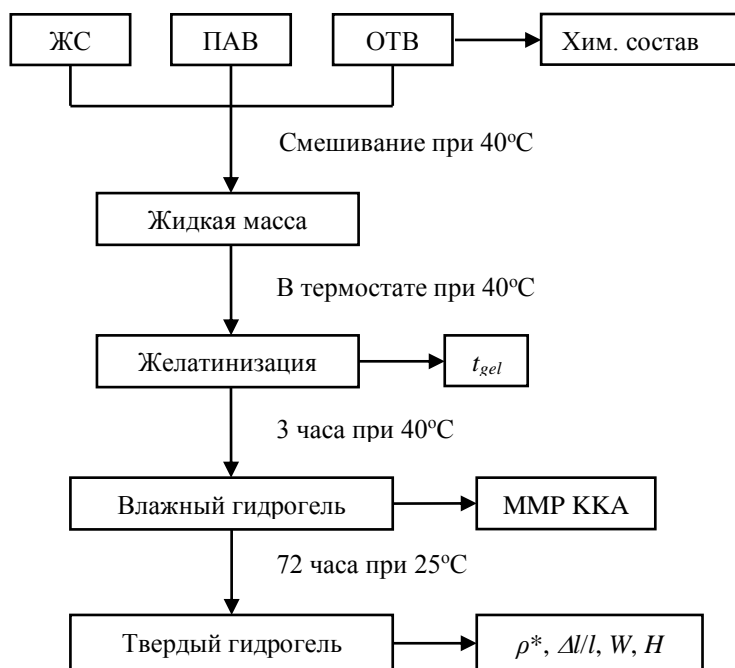 ЖС
ПАВ
ОТВ
Хим. состав
Смешивание при 40°С
Жидкая масса
В термостате при 40°С
Желатинизация
t_gel
3 часа при 40°С
Влажный гидрогель
ММР ККА
72 часа при 25°С
Твердый гидрогель
ρ*, Δl/l, W, H